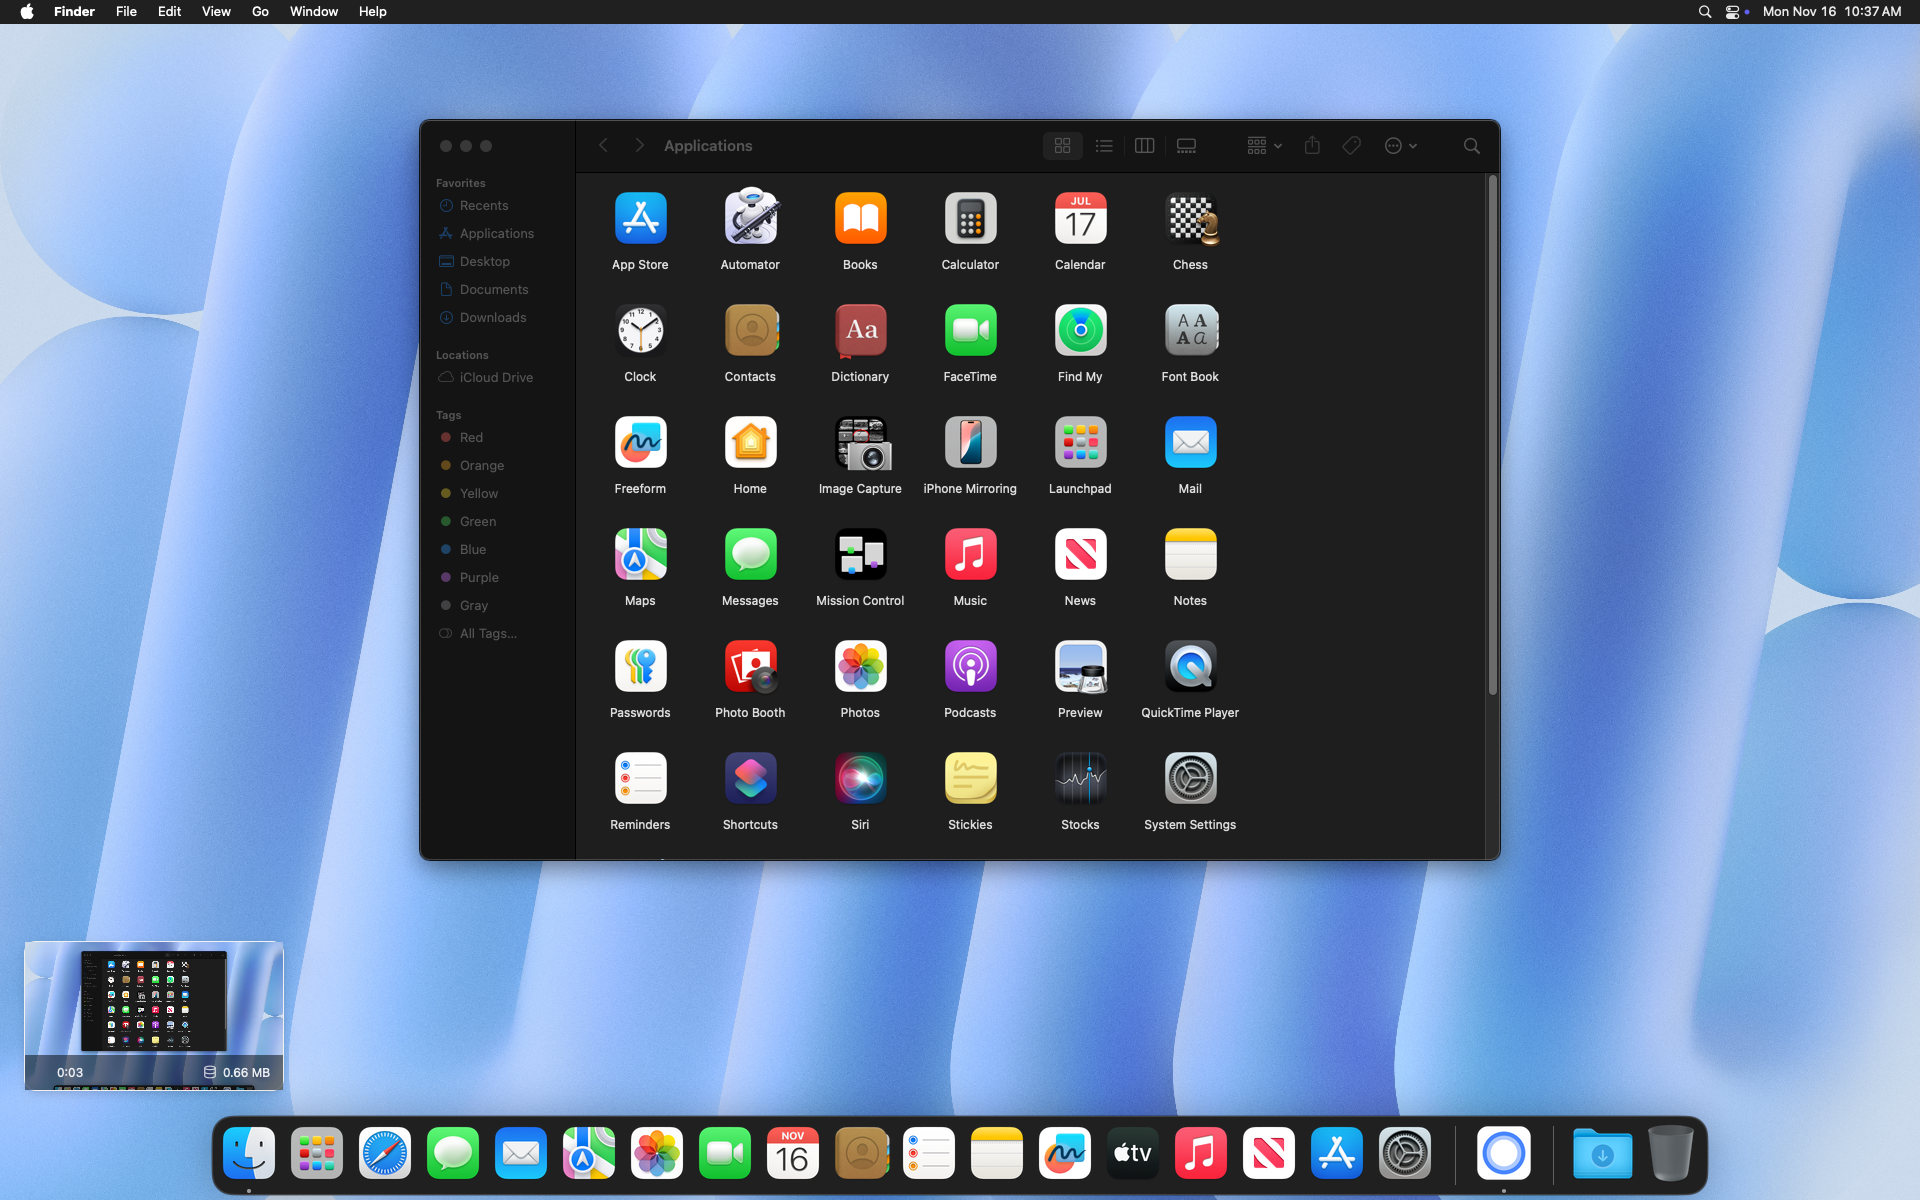 Finder File Edit View Go Window Help Mon Nov 16 10:37 AM
Applications
Favorites
Recents
Applications
Desktop
Documents
Downloads
Locations
iCloud Drive
Tags
Red
Orange
Yellow
Green
Blue
Purple
Gray
All Tags...
JUL
17
App Store Automator Books Calculator Calendar Chess
Aa
A A
A a
Clock Contacts Dictionary FaceTime Find My Font Book
Freeform Home Image Capture iPhone Mirroring Launchpad Mail
Maps Messages Mission Control Music News Notes
Passwords Photo Booth Photos Podcasts Preview QuickTime Player
Reminders Shortcuts Siri Stickies Stocks System Settings
0:03 0.66 MB
NOV
16
tv